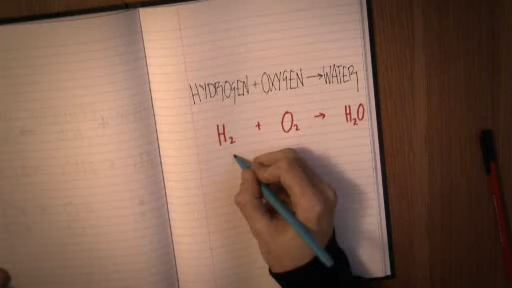 HYDROGEN + OXYGEN → WATER
H₂ + O₂ → H₂O